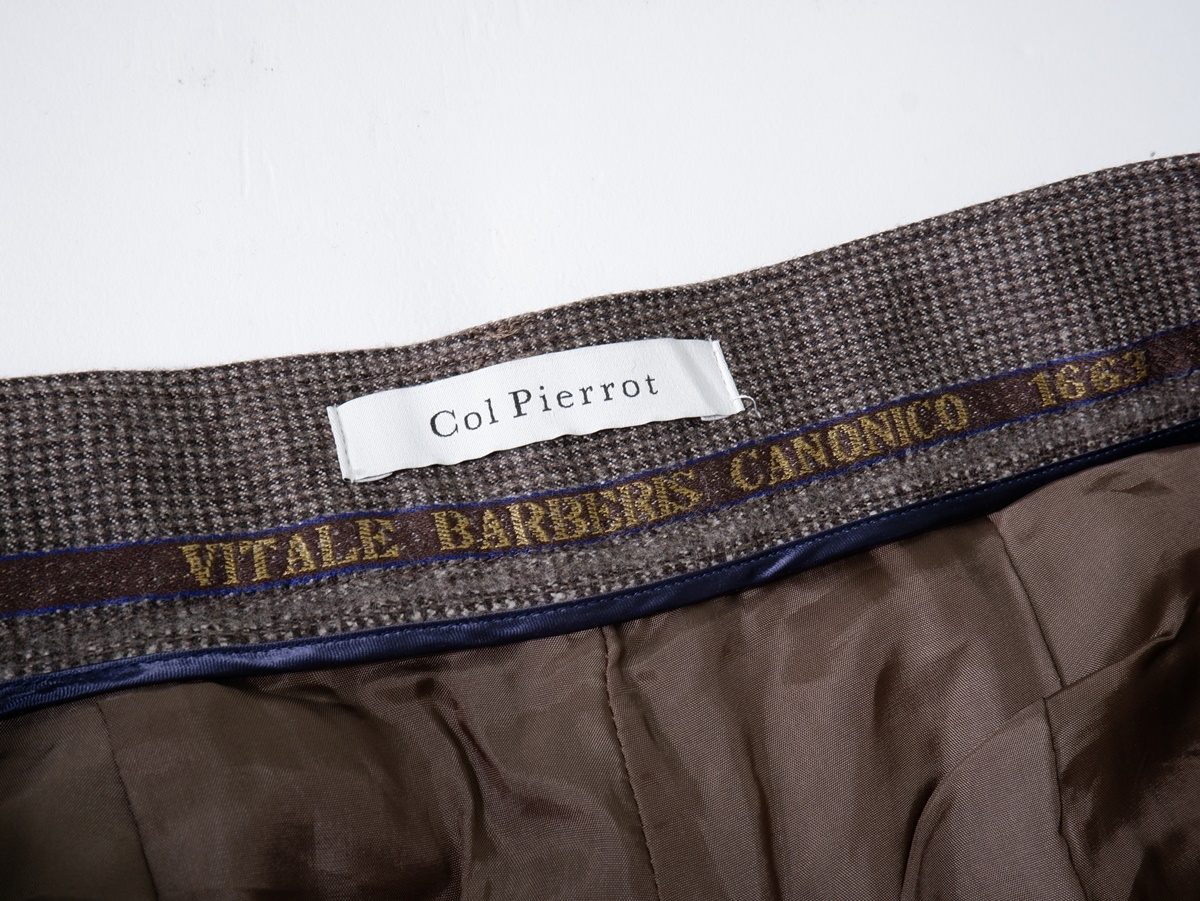 Col Pierrot
VITALE BARBERIS CANONICO 1663